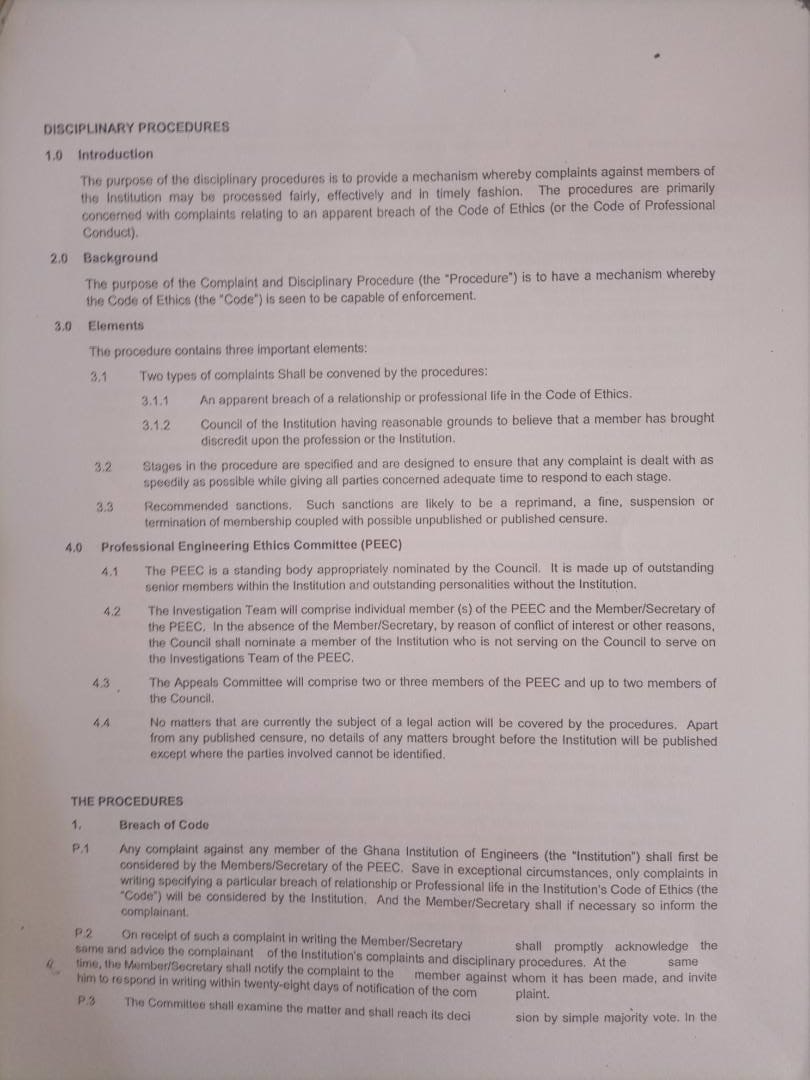 DISCIPLINARY PROCEDURES
1.0 Introduction
The purpose of the disciplinary procedures is to provide a mechanism whereby complaints against members of
the Institution may be processed fairly, effectively and in timely fashion. The procedures are primarily
concerned with complaints relating to an apparent breach of the Code of Ethics (or the Code of Professional
Conduct).
2.0 Background
The purpose of the Complaint and Disciplinary Procedure (the "Procedure") is to have a mechanism whereby
the Code of Ethics (the "Code") is seen to be capable of enforcement.
3.0 Elements
The procedure contains three important elements:
3.1 Two types of complaints Shall be convened by the procedures:
3.1.1 An apparent breach of a relationship or professional life in the Code of Ethics.
3.1.2 Council of the Institution having reasonable grounds to believe that a member has brought
discredit upon the profession or the Institution.
3.2 Stages in the procedure are specified and are designed to ensure that any complaint is dealt with as
speedily as possible while giving all parties concerned adequate time to respond to each stage.
3.3 Recommended sanctions. Such sanctions are likely to be a reprimand, a fine, suspension or
termination of membership coupled with possible unpublished or published censure.
4.0 Professional Engineering Ethics Committee (PEEC)
4.1 The PEEC is a standing body appropriately nominated by the Council. It is made up of outstanding
senior members within the Institution and outstanding personalities without the Institution.
4.2 The Investigation Team will comprise individual member (s) of the PEEC and the Member/Secretary of
the PEEC. In the absence of the Member/Secretary, by reason of conflict of interest or other reasons,
the Council shall nominate a member of the Institution who is not serving on the Council to serve on
the Investigations Team of the PEEC.
4.3 The Appeals Committee will comprise two or three members of the PEEC and up to two members of
the Council.
4.4 No matters that are currently the subject of a legal action will be covered by the procedures. Apart
from any published censure, no details of any matters brought before the Institution will be published
except where the parties involved cannot be identified.
THE PROCEDURES
1. Breach of Code
P.1 Any complaint against any member of the Ghana Institution of Engineers (the "Institution") shall first be
considered by the Members/Secretary of the PEEC. Save in exceptional circumstances, only complaints in
writing specifying a particular breach of relationship or Professional life in the Institution's Code of Ethics (the
"Code") will be considered by the Institution. And the Member/Secretary shall if necessary so inform the
complainant.
P.2 On receipt of such a complaint in writing the Member/Secretary shall promptly acknowledge the
same and advice the complainant of the Institution's complaints and disciplinary procedures. At the same
time, the Member/Secretary shall notify the complaint to the member against whom it has been made, and invite
him to respond in writing within twenty-eight days of notification of the com plaint.
P.3 The Committee shall examine the matter and shall reach its deci sion by simple majority vote. In the